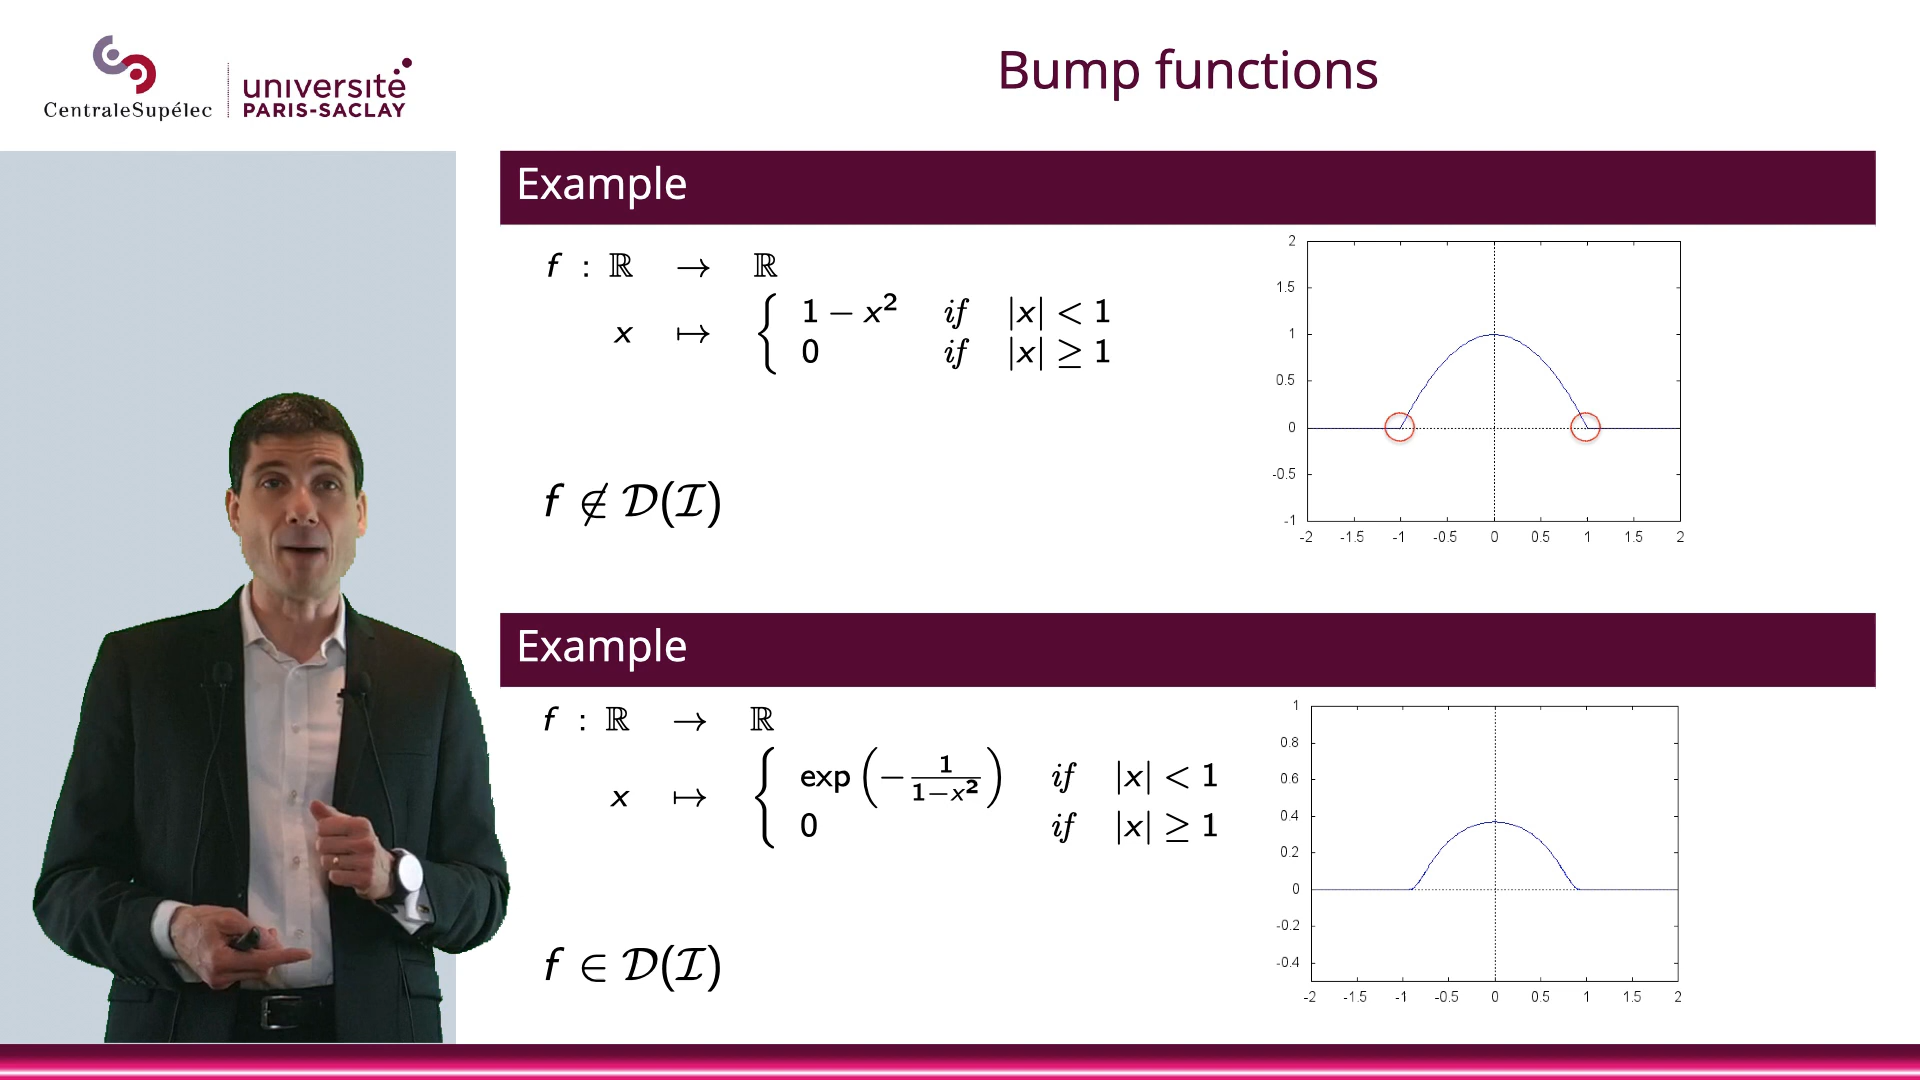 CentraleSupélec
université
PARIS-SACLAY
Bump functions
Example
f : ℝ → ℝ
x ↦ { 1 − x² if |x| < 1
0 if |x| ≥ 1
f ∉ 𝒟(ℐ)
2
1.5
1
0.5
0
-0.5
-1
-2 -1.5 -1 -0.5 0 0.5 1 1.5 2
Example
f : ℝ → ℝ
x ↦ { exp(−1/(1−x²)) if |x| < 1
0 if |x| ≥ 1
f ∈ 𝒟(ℐ)
1
0.8
0.6
0.4
0.2
0
-0.2
-0.4
-2 -1.5 -1 -0.5 0 0.5 1 1.5 2